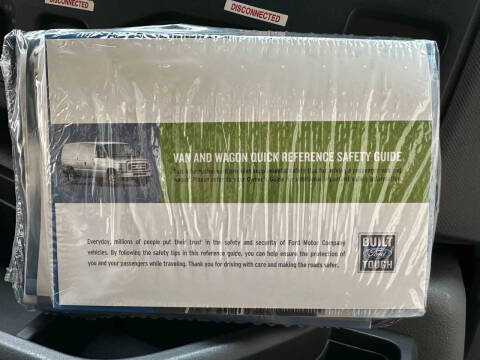 DISCONNECTED
DISCONNECTED
VAN AND WAGON QUICK REFERENCE SAFETY GUIDE
Everyday, millions of people put their trust in the safety and security of Ford Motor Company
vehicles. By following the safety tips in this reference guide, you can help ensure the protection of
you and your passengers while traveling. Thank you for driving with care and making the roads safer.
BUILT
Ford
TOUGH